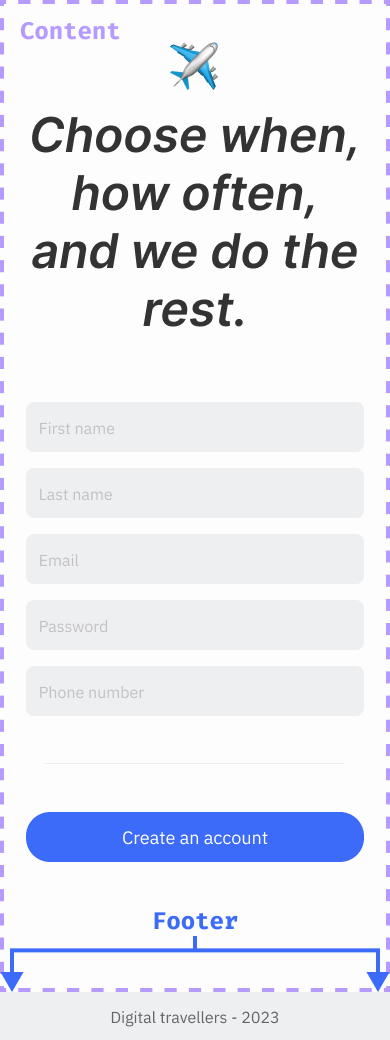 Content
Choose when,
how often,
and we do the
rest.
First name
Last name
Email
Password
Phone number
Create an account
Footer
Digital travellers - 2023